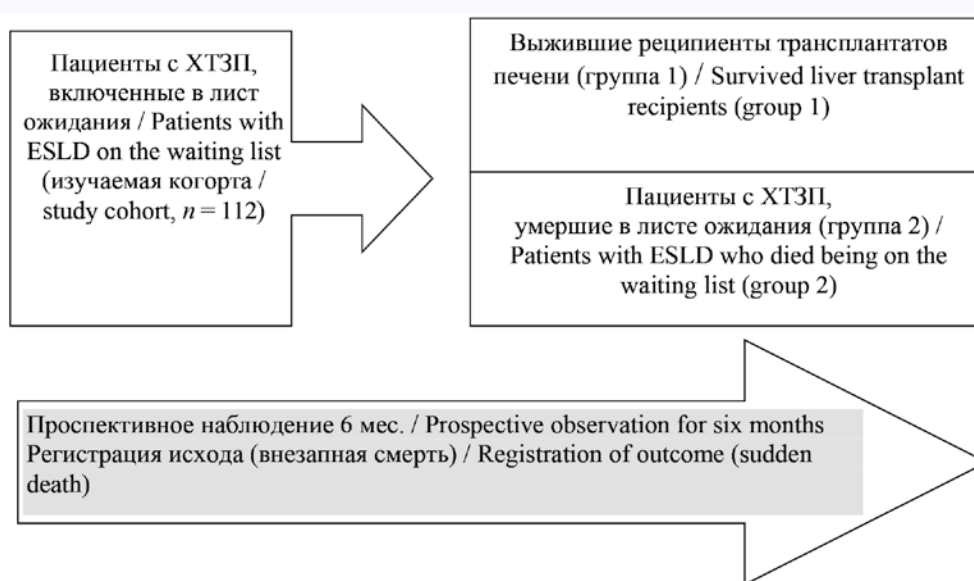 Пациенты с ХТЗП,
включенные в лист
ожидания / Patients with
ESLD on the waiting list
(изучаемая когорта /
study cohort, n = 112)
Выжившие реципиенты трансплантатов
печени (группа 1) / Survived liver transplant
recipients (group 1)
Пациенты с ХТЗП,
умершие в листе ожидания (группа 2) /
Patients with ESLD who died being on the
waiting list (group 2)
Проспективное наблюдение 6 мес. / Prospective observation for six months
Регистрация исхода (внезапная смерть) / Registration of outcome (sudden
death)